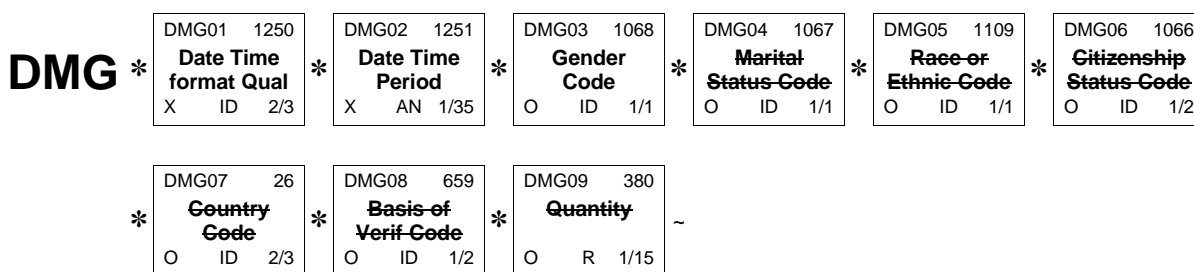 DMG * DMG01 1250 * DMG02 1251 * DMG03 1068 * DMG04 1067 * DMG05 1109 * DMG06 1066
Date Time Date Time Gender Marital Race or Citizenship
format Qual Period Code Status Code Ethnic Code Status Code
X ID 2/3 X AN 1/35 O ID 1/1 O ID 1/1 O ID 1/1 O ID 1/2
* DMG07 26 * DMG08 659 * DMG09 380 ~
Country Basis of Quantity
Code Verif Code
O ID 2/3 O ID 1/2 O R 1/15